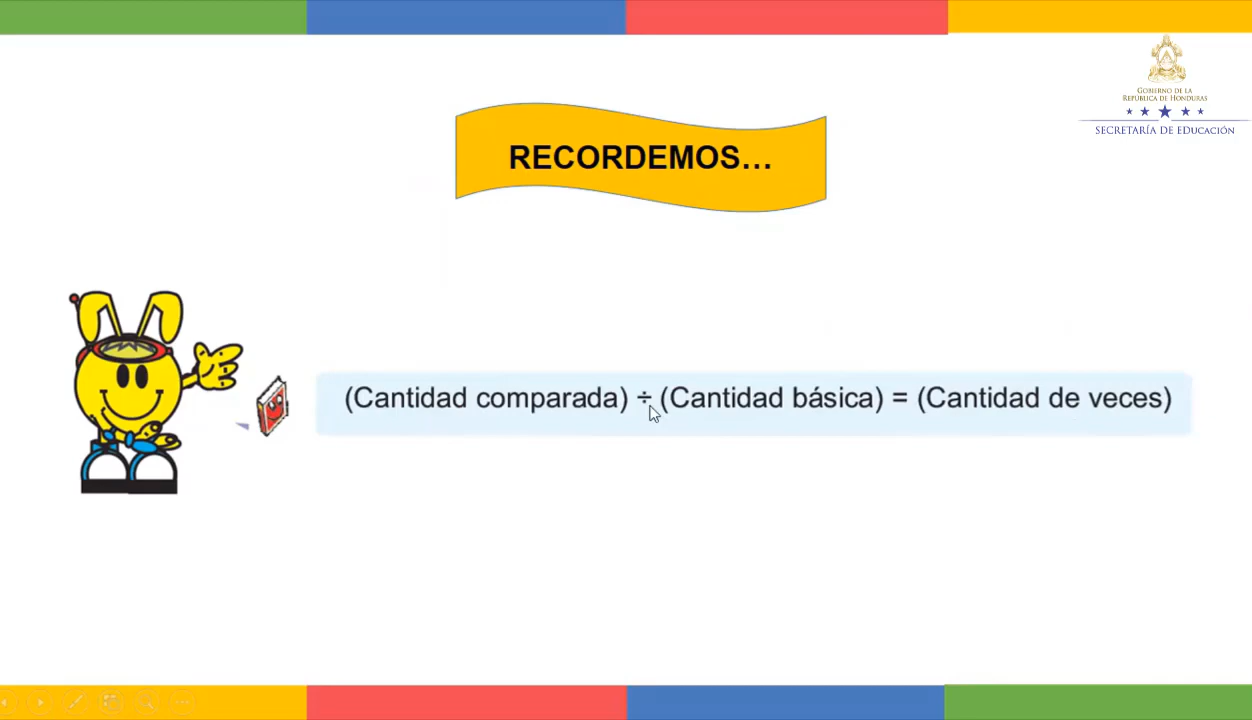 GOBIERNO DE LA
REPÚBLICA DE HONDURAS
SECRETARÍA DE EDUCACIÓN
RECORDEMOS...
(Cantidad comparada) ÷ (Cantidad básica) = (Cantidad de veces)